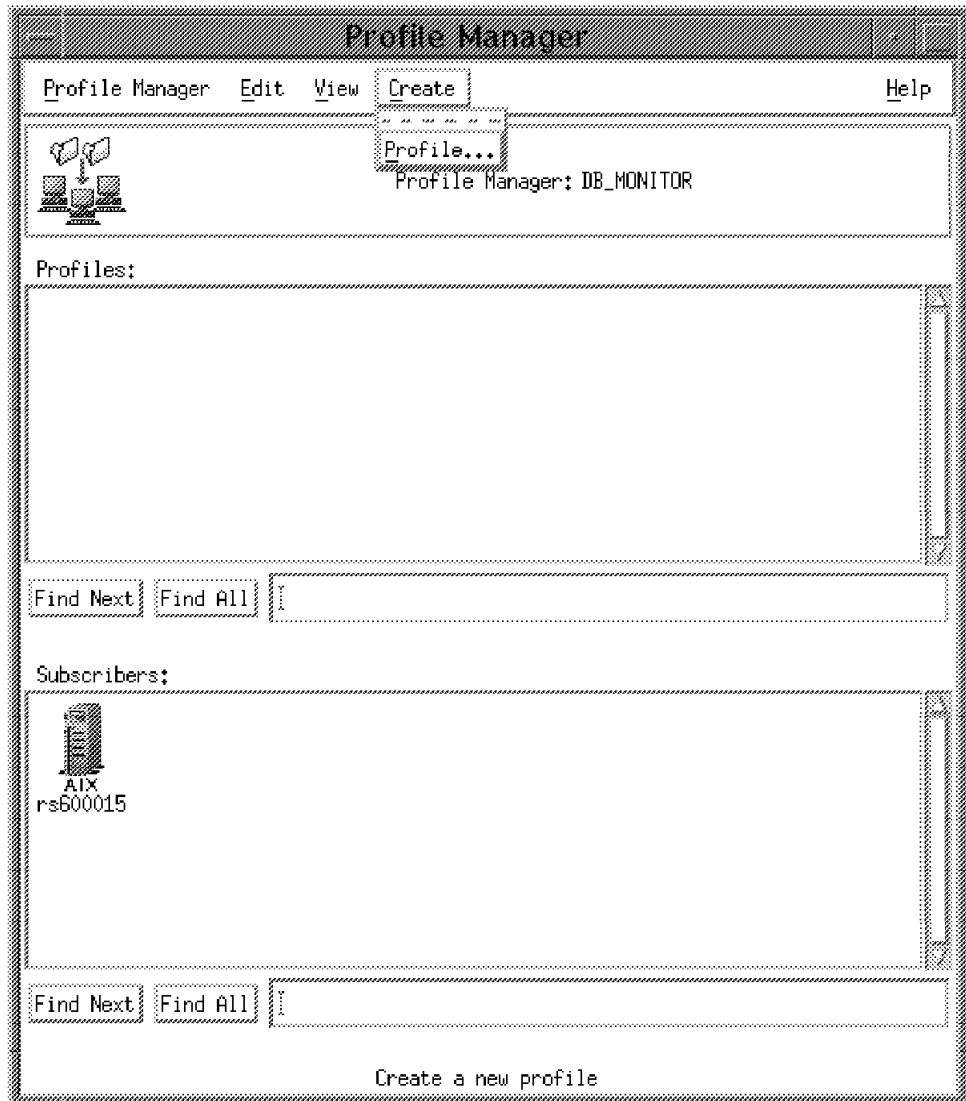 Profile Manager
Profile Manager Edit View Create Help
Profile...
Profile Manager: DB_MONITOR
Profiles:
Find Next Find All
Subscribers:
AIX
rs600015
Find Next Find All
Create a new profile